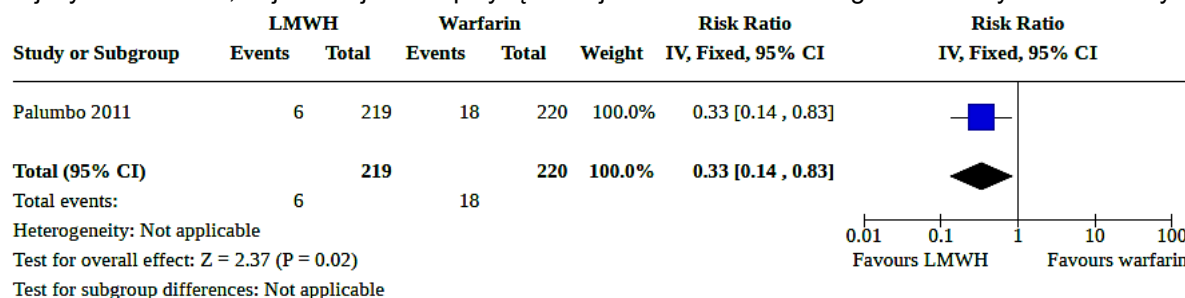 LMWH Warfarin Risk Ratio Risk Ratio
Study or Subgroup Events Total Events Total Weight IV, Fixed, 95% CI IV, Fixed, 95% CI
Palumbo 2011 6 219 18 220 100.0% 0.33 [0.14 , 0.83]
Total (95% CI) 219 220 100.0% 0.33 [0.14 , 0.83]
Total events: 6 18
Heterogeneity: Not applicable
0.01 0.1 1 10 100
Test for overall effect: Z = 2.37 (P = 0.02)
Favours LMWH Favours warfarin
Test for subgroup differences: Not applicable